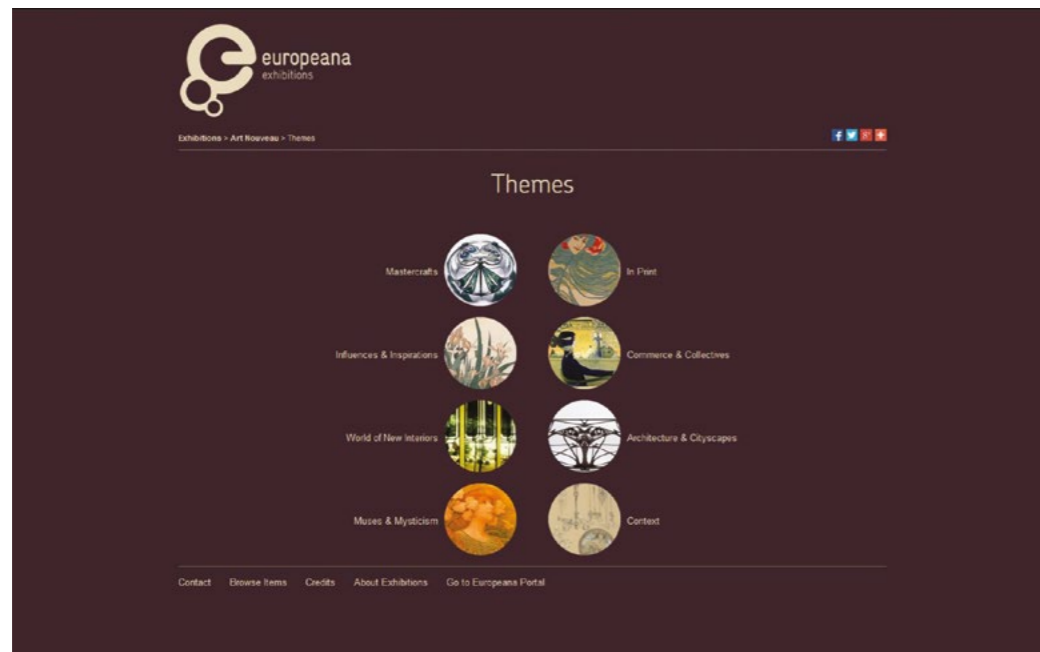 europeana
exhibitions
Exhibitions > Art Nouveau > Themes
Themes
Mastercrafts
In Print
Influences & Inspirations
Commerce & Collectives
World of New Interiors
Architecture & Cityscapes
Muses & Mysticism
Context
Contact Browse Items Credits About Exhibitions Go to Europeana Portal